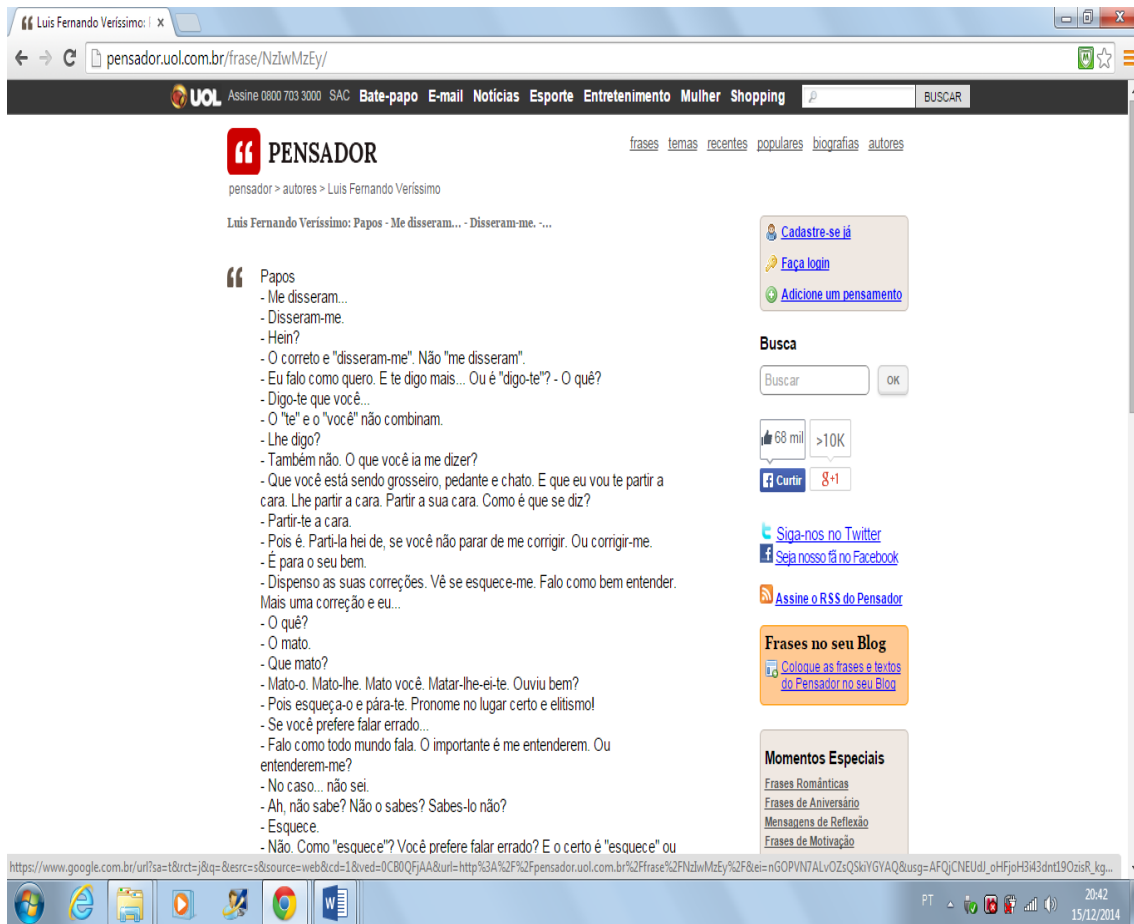 Luis Fernando Veríssimo: F
pensador.uol.com.br/frase/NzIwMzEy/
UOL Assine 0800 703 3000 SAC Bate-papo E-mail Notícias Esporte Entretenimento Mulher Shopping BUSCAR
PENSADOR
frases temas recentes populares biografias autores
pensador > autores > Luis Fernando Veríssimo
Luis Fernando Veríssimo: Papos - Me disseram... - Disseram-me. -...
Papos
- Me disseram...
- Disseram-me.
- Hein?
- O correto e "disseram-me". Não "me disseram".
- Eu falo como quero. E te digo mais... Ou é "digo-te"? - O quê?
- Digo-te que você...
- O "te" e o "você" não combinam.
- Lhe digo?
- Também não. O que você ia me dizer?
- Que você está sendo grosseiro, pedante e chato. E que eu vou te partir a
cara. Lhe partir a cara. Partir a sua cara. Como é que se diz?
- Partir-te a cara.
- Pois é. Parti-la hei de, se você não parar de me corrigir. Ou corrigir-me.
- É para o seu bem.
- Dispenso as suas correções. Vê se esquece-me. Falo como bem entender.
Mais uma correção e eu...
- O quê?
- O mato.
- Que mato?
- Mato-o. Mato-lhe. Mato você. Matar-lhe-ei-te. Ouviu bem?
- Pois esqueça-o e pára-te. Pronome no lugar certo e elitismo!
- Se você prefere falar errado...
- Falo como todo mundo fala. O importante é me entenderem. Ou
entenderem-me?
- No caso... não sei.
- Ah, não sabe? Não o sabes? Sabes-lo não?
- Esquece.
- Não. Como "esquece"? Você prefere falar errado? E o certo é "esquece" ou
Cadastre-se já
Faça login
Adicione um pensamento
Busca
Buscar OK
68 mil >10K
Curtir g+1
Siga-nos no Twitter
Seja nosso fã no Facebook
Assine o RSS do Pensador
Frases no seu Blog
Coloque as frases e textos
do Pensador no seu Blog
Momentos Especiais
Frases Românticas
Frases de Aniversário
Mensagens de Reflexão
Frases de Motivação
PT 20:42
15/12/2014